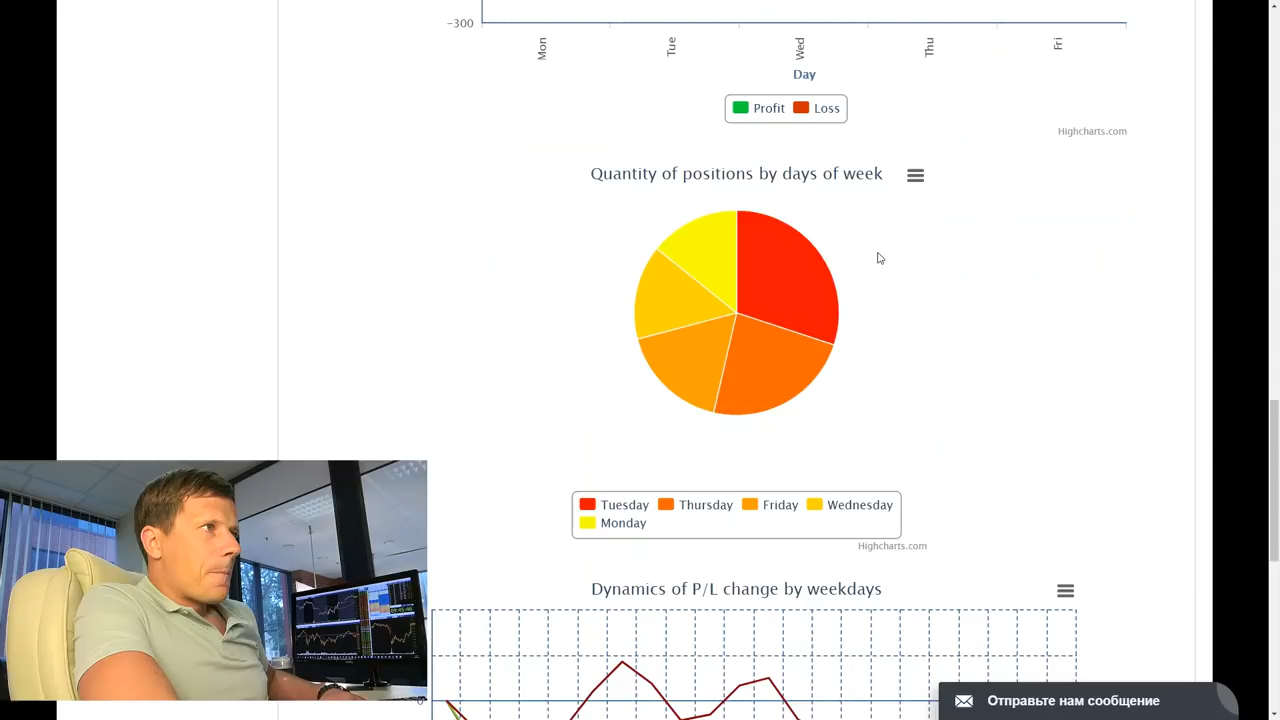 −300
Mon
Tue
Wed
Thu
Fri
Day
Profit Loss
Highcharts.com
Quantity of positions by days of week
Tuesday Thursday Friday Wednesday
Monday
Highcharts.com
Dynamics of P/L change by weekdays
Отправьте нам сообщение